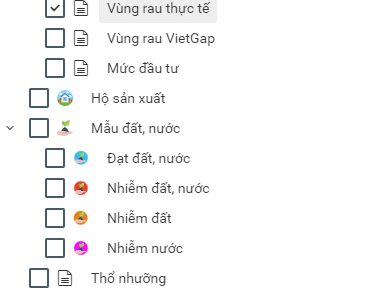 Vùng rau thực tế
Vùng rau VietGap
Mức đầu tư
Hộ sản xuất
Mẫu đất, nước
Đạt đất, nước
Nhiễm đất, nước
Nhiễm đất
Nhiễm nước
Thổ nhưỡng